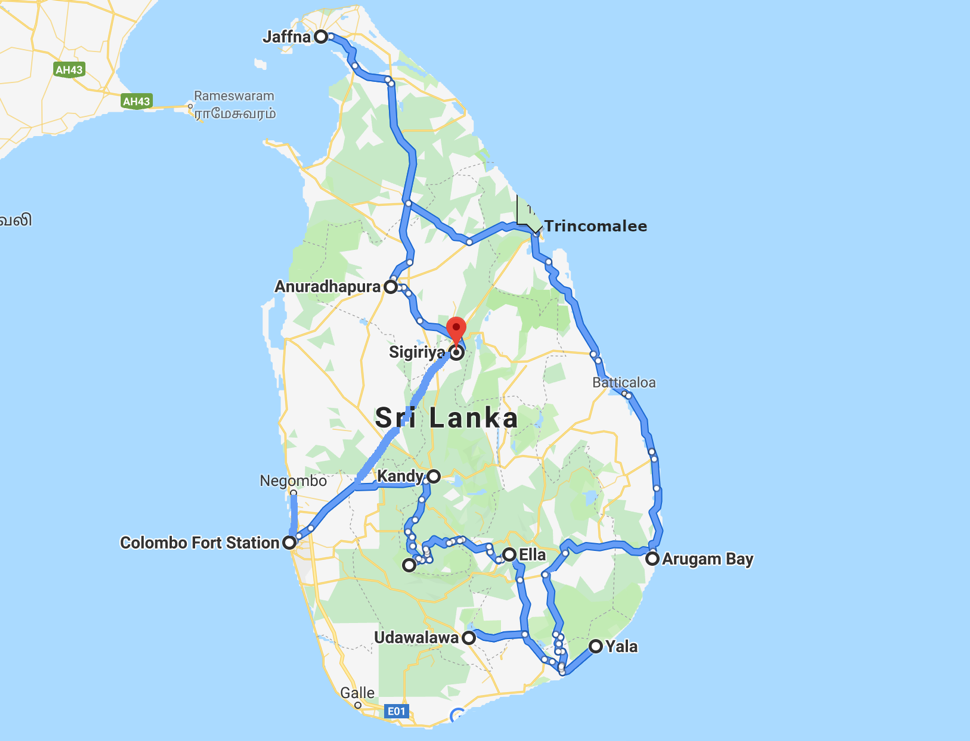 Jaffna
AH43
AH43
Rameswaram
ராமேசுவரம்
வலி
Trincomalee
Anuradhapura
Sigiriya
Batticaloa
Sri Lanka
Kandy
Negombo
Colombo Fort Station
Ella
Arugam Bay
Udawalawa
Yala
Galle
E01